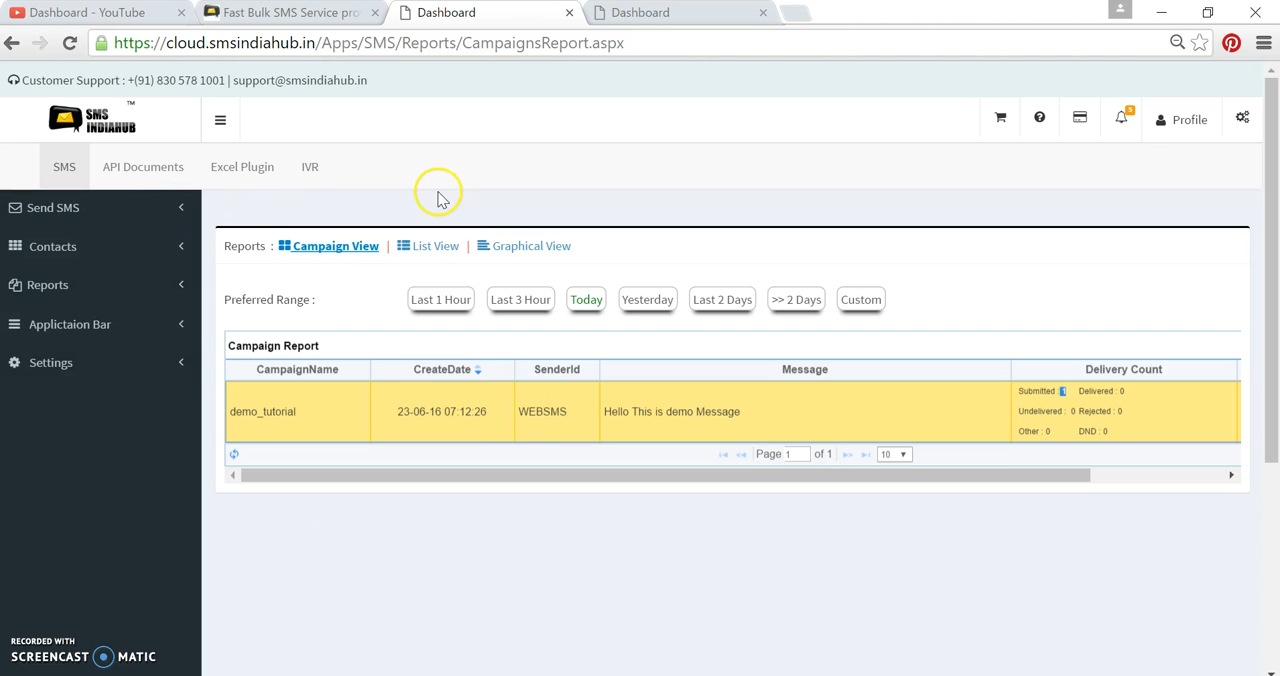 Dashboard - YouTube
Fast Bulk SMS Service pro
Dashboard
Dashboard
https://cloud.smsindiahub.in/Apps/SMS/Reports/CampaignsReport.aspx
Customer Support : +(91) 830 578 1001 | support@smsindiahub.in
SMS INDIAHUB TM
5
Profile
SMS
API Documents
Excel Plugin
IVR
Send SMS
Contacts
Reports
Applictaion Bar
Settings
Reports : Campaign View | List View | Graphical View
Preferred Range : Last 1 Hour Last 3 Hour Today Yesterday Last 2 Days >> 2 Days Custom
Campaign Report
CampaignName CreateDate SenderId Message Delivery Count
demo_tutorial 23-06-16 07:12:26 WEBSMS Hello This is demo Message
Submitted : 1 Delivered : 0
Undelivered : 0 Rejected : 0
Other : 0 DND : 0
Page 1 of 1 10
RECORDED WITH
SCREENCAST MATIC